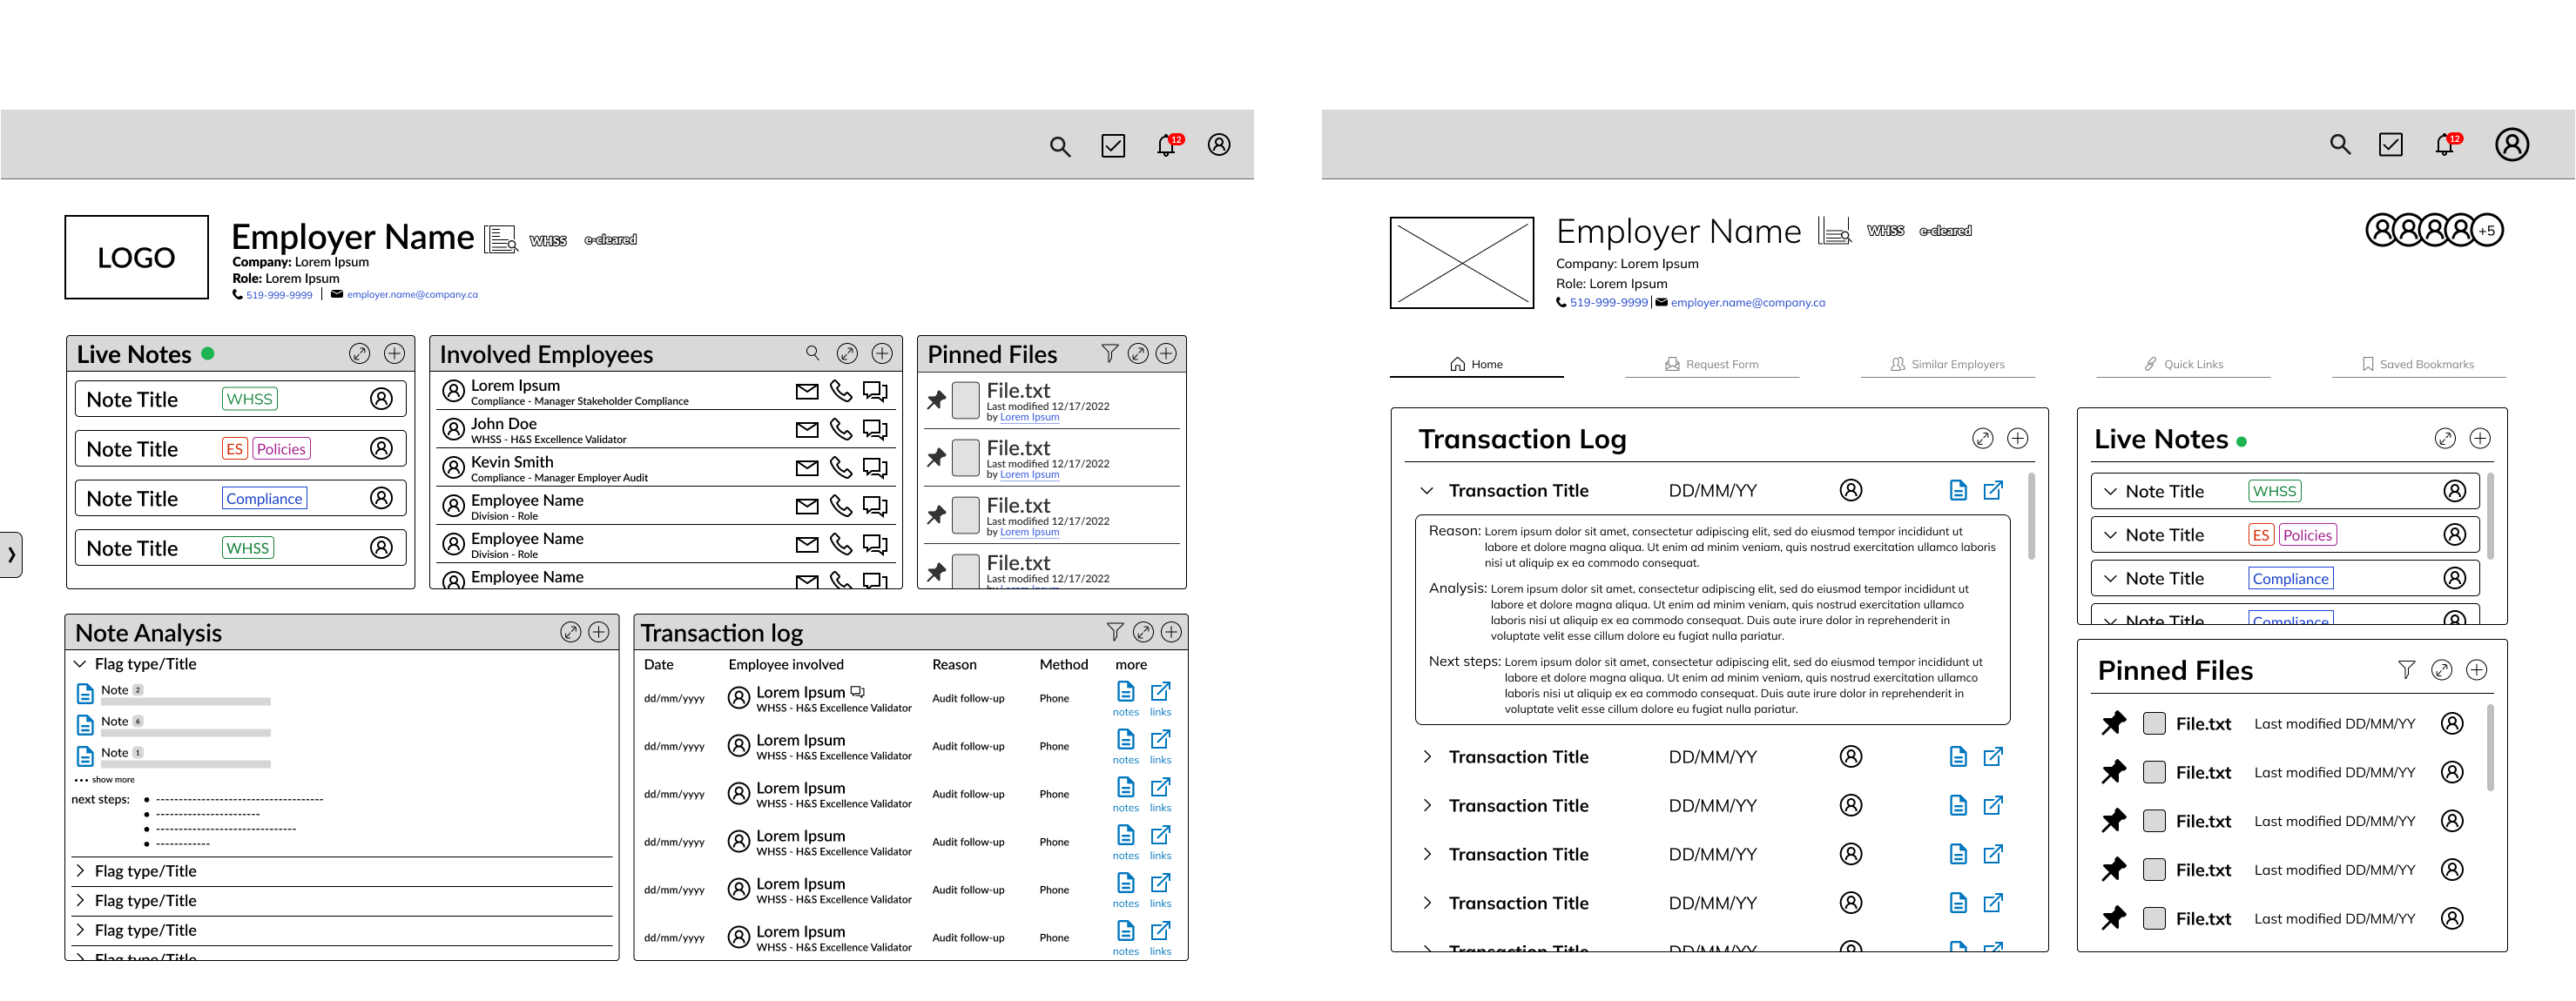 12
LOGO
Employer Name WHSS e-cleared
Company: Lorem Ipsum
Role: Lorem Ipsum
519-999-9999 | employer.name@company.ca
Live Notes
Note Title WHSS
Note Title ES Policies
Note Title Compliance
Note Title WHSS
Involved Employees
Lorem Ipsum
Compliance - Manager Stakeholder Compliance
John Doe
WHSS - H&S Excellence Validator
Kevin Smith
Compliance - Manager Employer Audit
Employee Name
Division - Role
Employee Name
Division - Role
Employee Name
Pinned Files
File.txt
Last modified 12/17/2022
by Lorem Ipsum
File.txt
Last modified 12/17/2022
by Lorem Ipsum
File.txt
Last modified 12/17/2022
by Lorem Ipsum
File.txt
Last modified 12/17/2022
by Lorem Ipsum
Note Analysis
Flag type/Title
Note 2
Note 6
Note 1
••• show more
next steps:
Flag type/Title
Flag type/Title
Flag type/Title
Flag type/Title
Transaction log
Date Employee involved Reason Method more
dd/mm/yyyy Lorem Ipsum Audit follow-up Phone
WHSS - H&S Excellence Validator
notes links
dd/mm/yyyy Lorem Ipsum Audit follow-up Phone
WHSS - H&S Excellence Validator
notes links
dd/mm/yyyy Lorem Ipsum Audit follow-up Phone
WHSS - H&S Excellence Validator
notes links
dd/mm/yyyy Lorem Ipsum Audit follow-up Phone
WHSS - H&S Excellence Validator
notes links
dd/mm/yyyy Lorem Ipsum Audit follow-up Phone
WHSS - H&S Excellence Validator
notes links
dd/mm/yyyy Lorem Ipsum Audit follow-up Phone
WHSS - H&S Excellence Validator
notes links
12
Employer Name WHSS e-cleared
+5
Company: Lorem Ipsum
Role: Lorem Ipsum
519-999-9999 | employer.name@company.ca
Home Request Form Similar Employers Quick Links Saved Bookmarks
Transaction Log
Transaction Title DD/MM/YY
Reason: Lorem ipsum dolor sit amet, consectetur adipiscing elit, sed do eiusmod tempor incididunt ut
labore et dolore magna aliqua. Ut enim ad minim veniam, quis nostrud exercitation ullamco laboris
nisi ut aliquip ex ea commodo consequat.
Analysis: Lorem ipsum dolor sit amet, consectetur adipiscing elit, sed do eiusmod tempor incididunt ut
labore et dolore magna aliqua. Ut enim ad minim veniam, quis nostrud exercitation ullamco
laboris nisi ut aliquip ex ea commodo consequat. Duis aute irure dolor in reprehenderit in
voluptate velit esse cillum dolore eu fugiat nulla pariatur.
Next steps: Lorem ipsum dolor sit amet, consectetur adipiscing elit, sed do eiusmod tempor incididunt ut
labore et dolore magna aliqua. Ut enim ad minim veniam, quis nostrud exercitation ullamco
laboris nisi ut aliquip ex ea commodo consequat. Duis aute irure dolor in reprehenderit in
voluptate velit esse cillum dolore eu fugiat nulla pariatur.
Transaction Title DD/MM/YY
Transaction Title DD/MM/YY
Transaction Title DD/MM/YY
Transaction Title DD/MM/YY
Transaction Title DD/MM/YY
Live Notes
Note Title WHSS
Note Title ES Policies
Note Title Compliance
Note Title Compliance
Pinned Files
File.txt Last modified DD/MM/YY
File.txt Last modified DD/MM/YY
File.txt Last modified DD/MM/YY
File.txt Last modified DD/MM/YY
File.txt Last modified DD/MM/YY